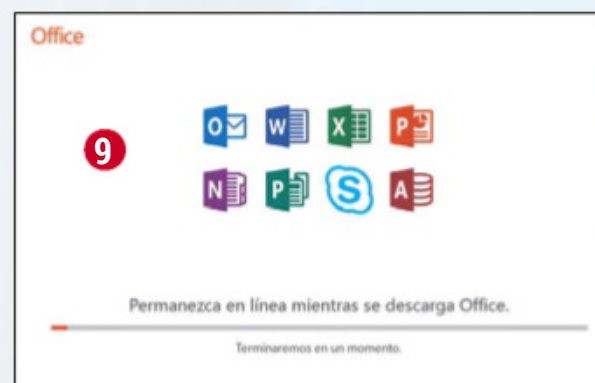 Office
9
O W X P
N P S A
Permanezca en línea mientras se descarga Office.
Terminaremos en un momento.